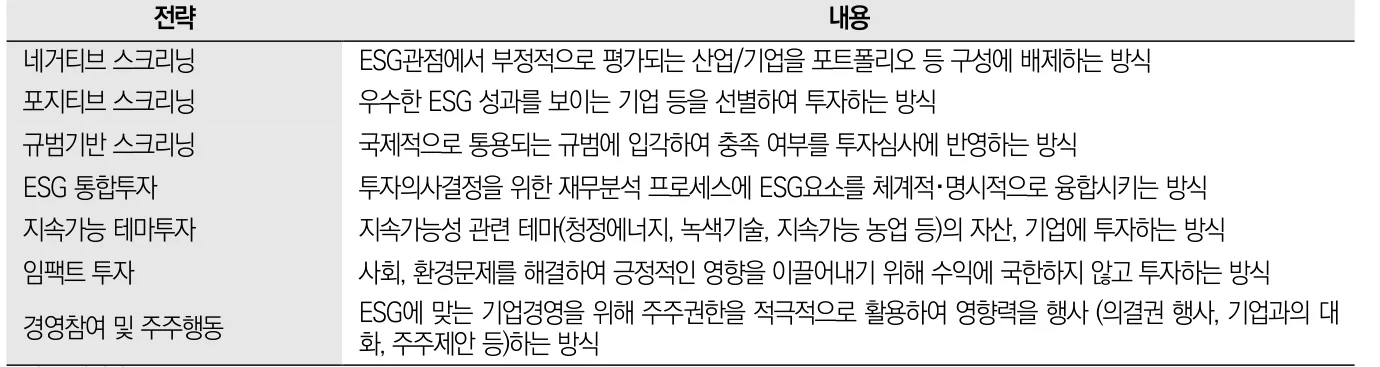 전략 내용
네거티브 스크리닝 ESG관점에서 부정적으로 평가되는 산업/기업을 포트폴리오 등 구성에 배제하는 방식
포지티브 스크리닝 우수한 ESG 성과를 보이는 기업 등을 선별하여 투자하는 방식
규범기반 스크리닝 국제적으로 통용되는 규범에 입각하여 충족 여부를 투자심사에 반영하는 방식
ESG 통합투자 투자의사결정을 위한 재무분석 프로세스에 ESG요소를 체계적·명시적으로 융합시키는 방식
지속가능 테마투자 지속가능성 관련 테마(청정에너지, 녹색기술, 지속가능 농업 등)의 자산, 기업에 투자하는 방식
임팩트 투자 사회, 환경문제를 해결하여 긍정적인 영향을 이끌어내기 위해 수익에 국한하지 않고 투자하는 방식
경영참여 및 주주행동 ESG에 맞는 기업경영을 위해 주주권한을 적극적으로 활용하여 영향력을 행사 (의결권 행사, 기업과의 대
화, 주주제안 등)하는 방식